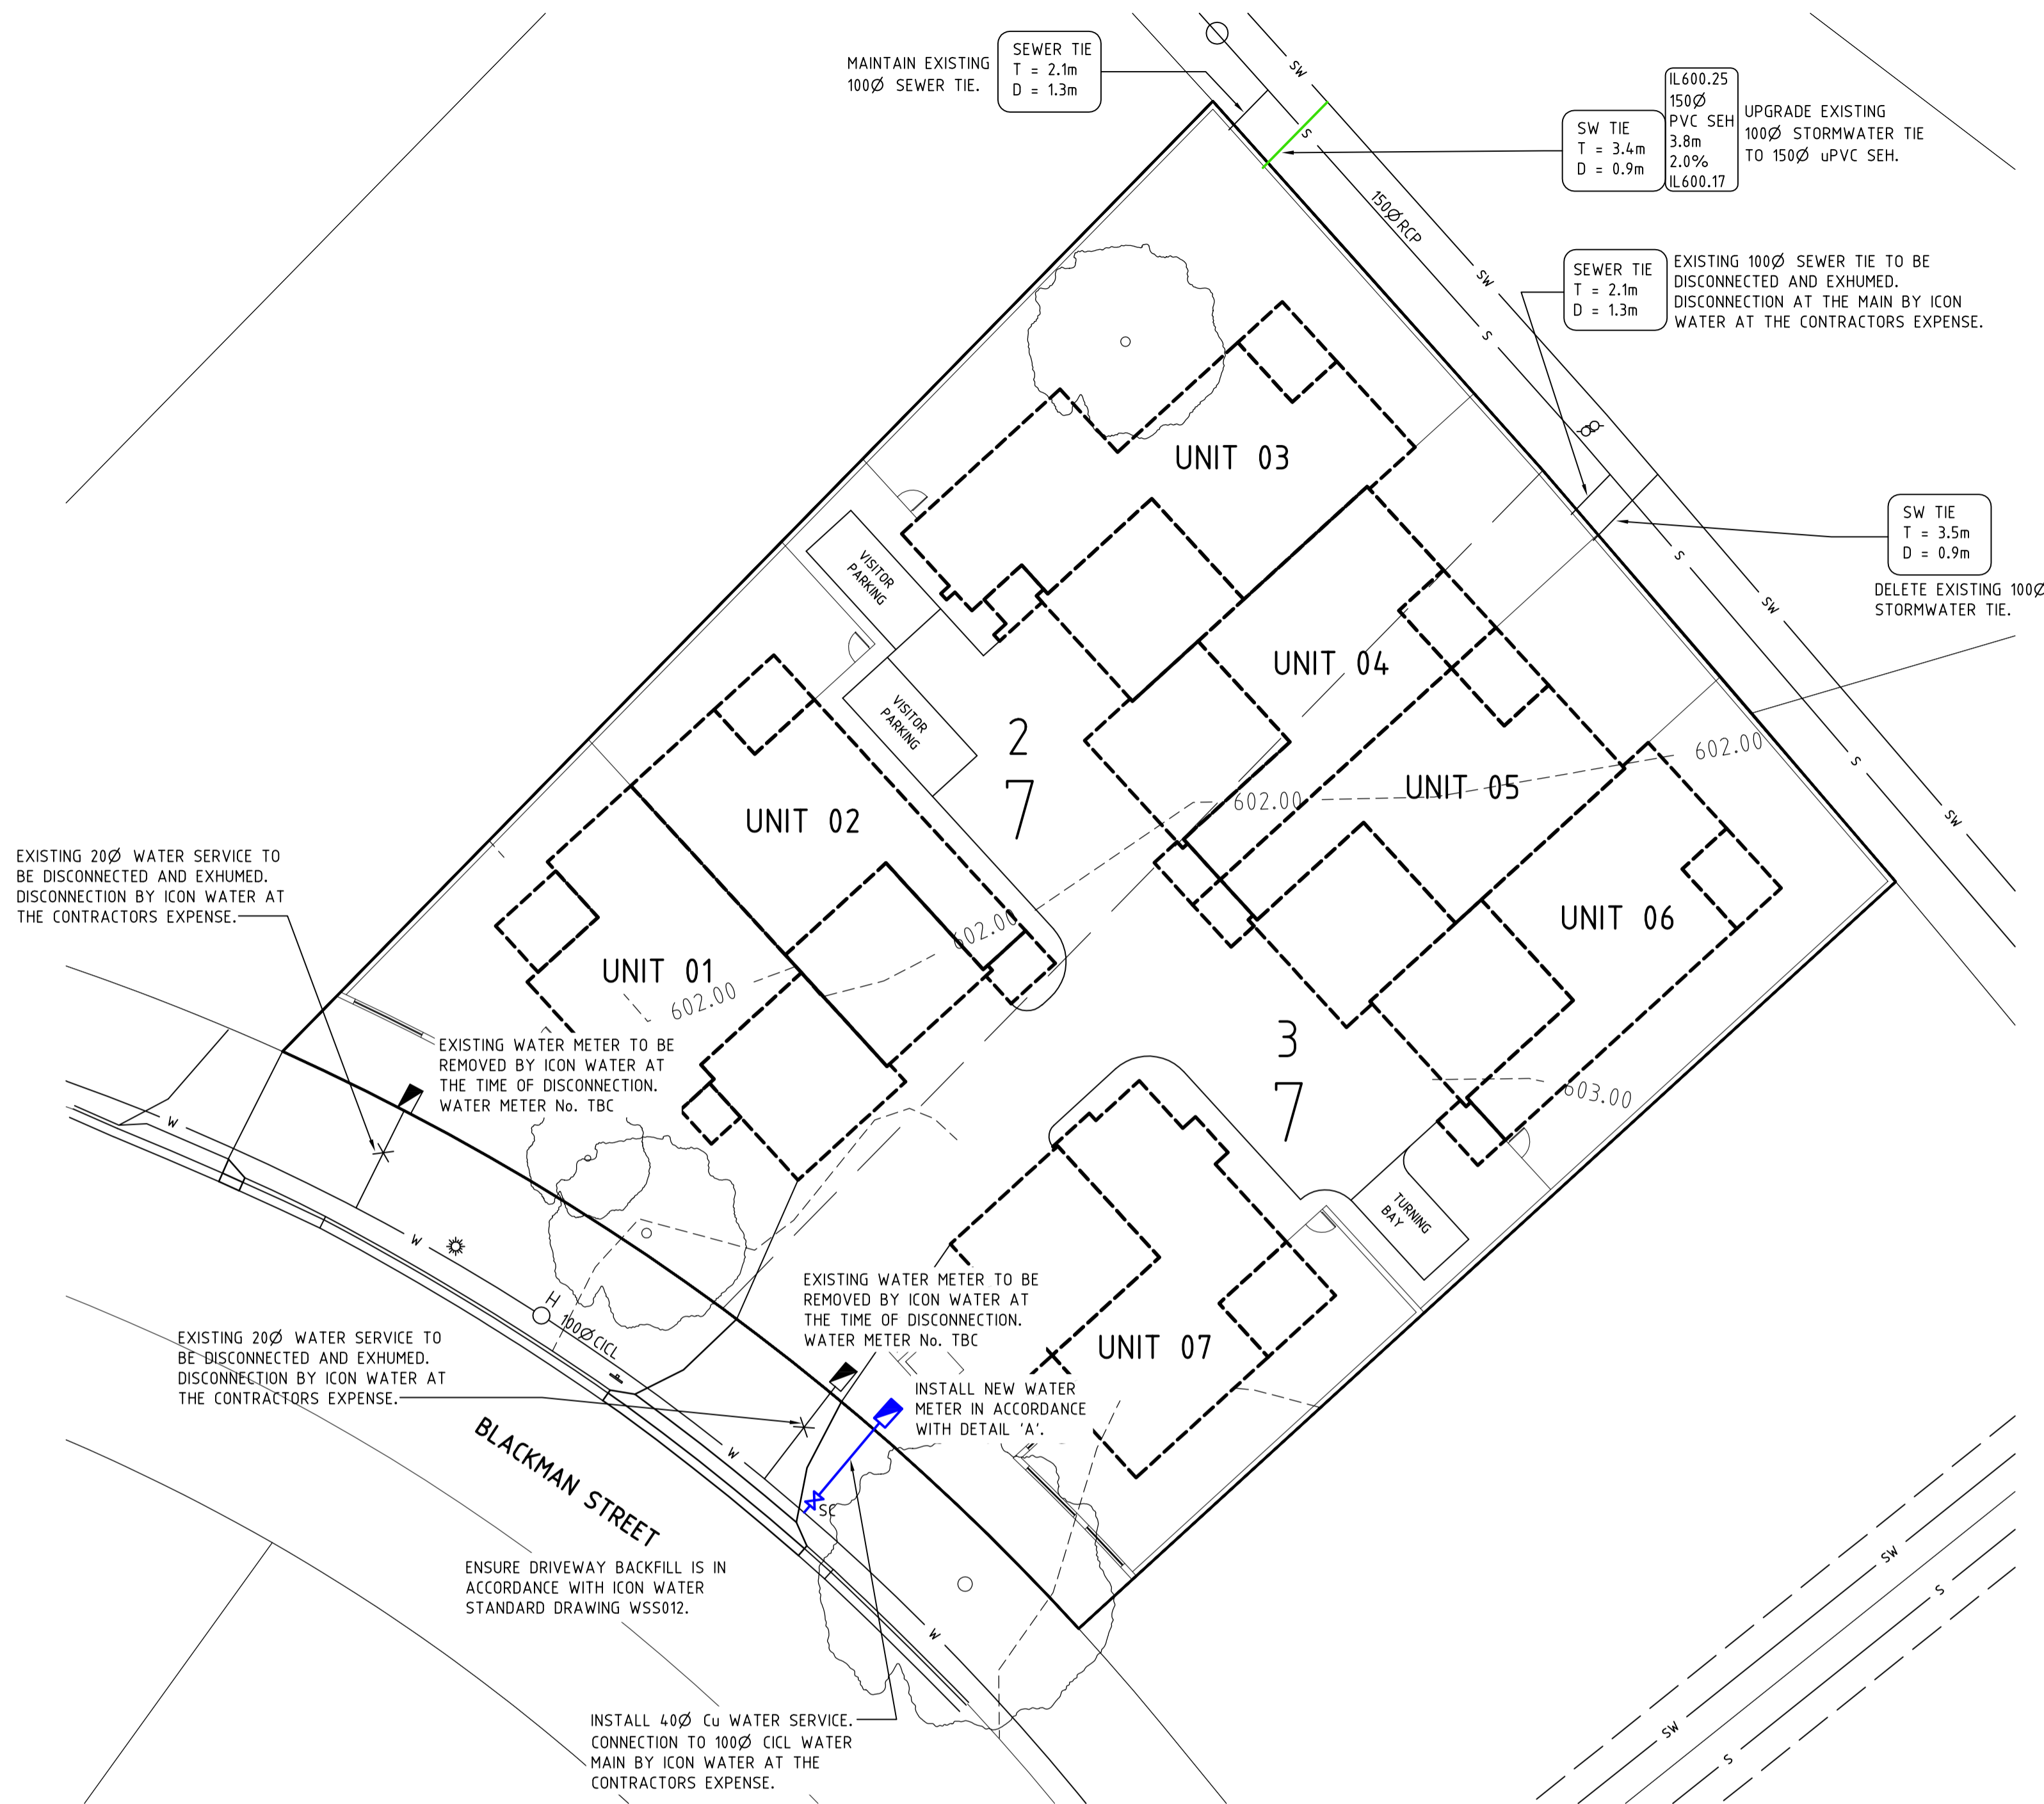 MAINTAIN EXISTING
100Ø SEWER TIE.
SEWER TIE
T = 2.1m
D = 1.3m
SW
S
SW TIE
T = 3.4m
D = 0.9m
IL600.25
150Ø
PVC SEH
3.8m
2.0%
IL600.17
UPGRADE EXISTING
100Ø STORMWATER TIE
TO 150Ø uPVC SEH.
150Ø RCP
SW
S
SEWER TIE
T = 2.1m
D = 1.3m
EXISTING 100Ø SEWER TIE TO BE
DISCONNECTED AND EXHUMED.
DISCONNECTION AT THE MAIN BY ICON
WATER AT THE CONTRACTORS EXPENSE.
SW TIE
T = 3.5m
D = 0.9m
DELETE EXISTING 100Ø
STORMWATER TIE.
S
SW
S
SW
UNIT 03
VISITOR
PARKING
UNIT 04
VISITOR
PARKING
2
7
602.00
UNIT 05
602.00
UNIT 02
UNIT 06
602.00
UNIT 01
602.00
EXISTING 20Ø WATER SERVICE TO
BE DISCONNECTED AND EXHUMED.
DISCONNECTION BY ICON WATER AT
THE CONTRACTORS EXPENSE.
EXISTING WATER METER TO BE
REMOVED BY ICON WATER AT
THE TIME OF DISCONNECTION.
WATER METER No. TBC
3
7
603.00
W
TURNING
BAY
W
H
100Ø CICL
EXISTING WATER METER TO BE
REMOVED BY ICON WATER AT
THE TIME OF DISCONNECTION.
WATER METER No. TBC
UNIT 07
EXISTING 20Ø WATER SERVICE TO
BE DISCONNECTED AND EXHUMED.
DISCONNECTION BY ICON WATER AT
THE CONTRACTORS EXPENSE.
INSTALL NEW WATER
METER IN ACCORDANCE
WITH DETAIL 'A'.
W
SC
BLACKMAN STREET
ENSURE DRIVEWAY BACKFILL IS IN
ACCORDANCE WITH ICON WATER
STANDARD DRAWING WSS012.
W
INSTALL 40Ø Cu WATER SERVICE.
CONNECTION TO 100Ø CICL WATER
MAIN BY ICON WATER AT THE
CONTRACTORS EXPENSE.
SW
S
SW
S